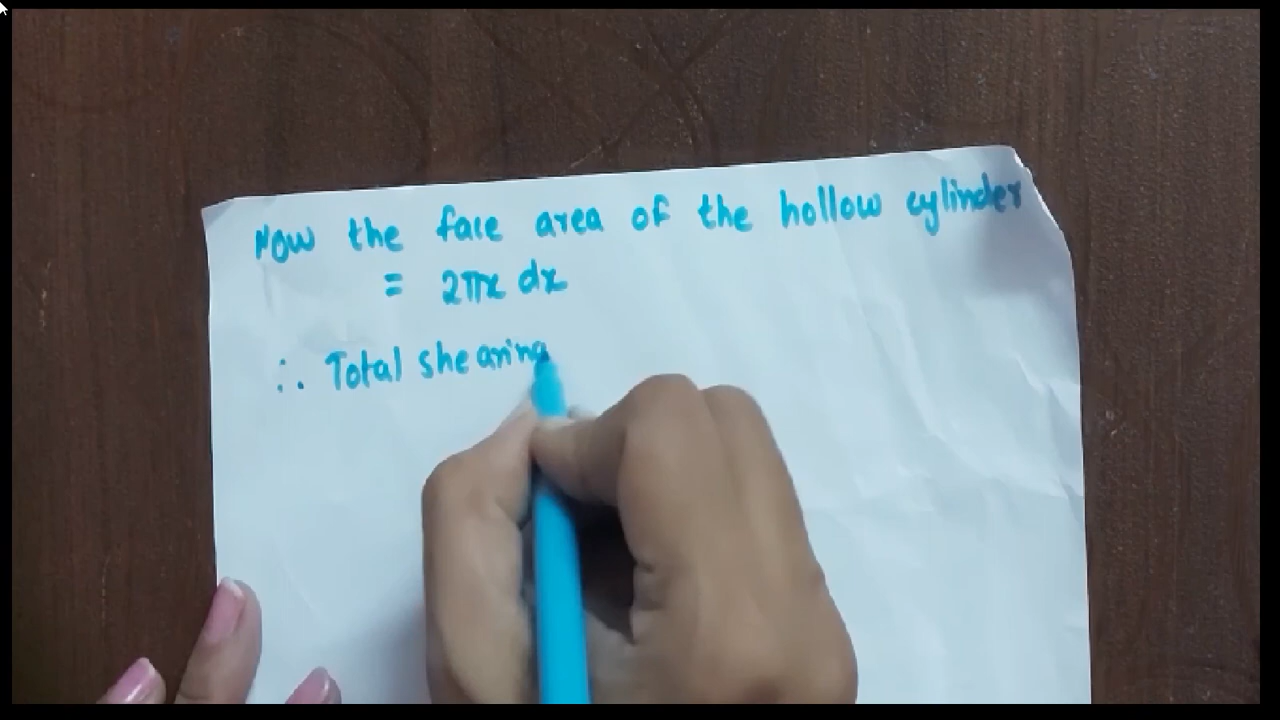 Now the face area of the hollow cylinder
= 2πx dx
∴ Total shearing